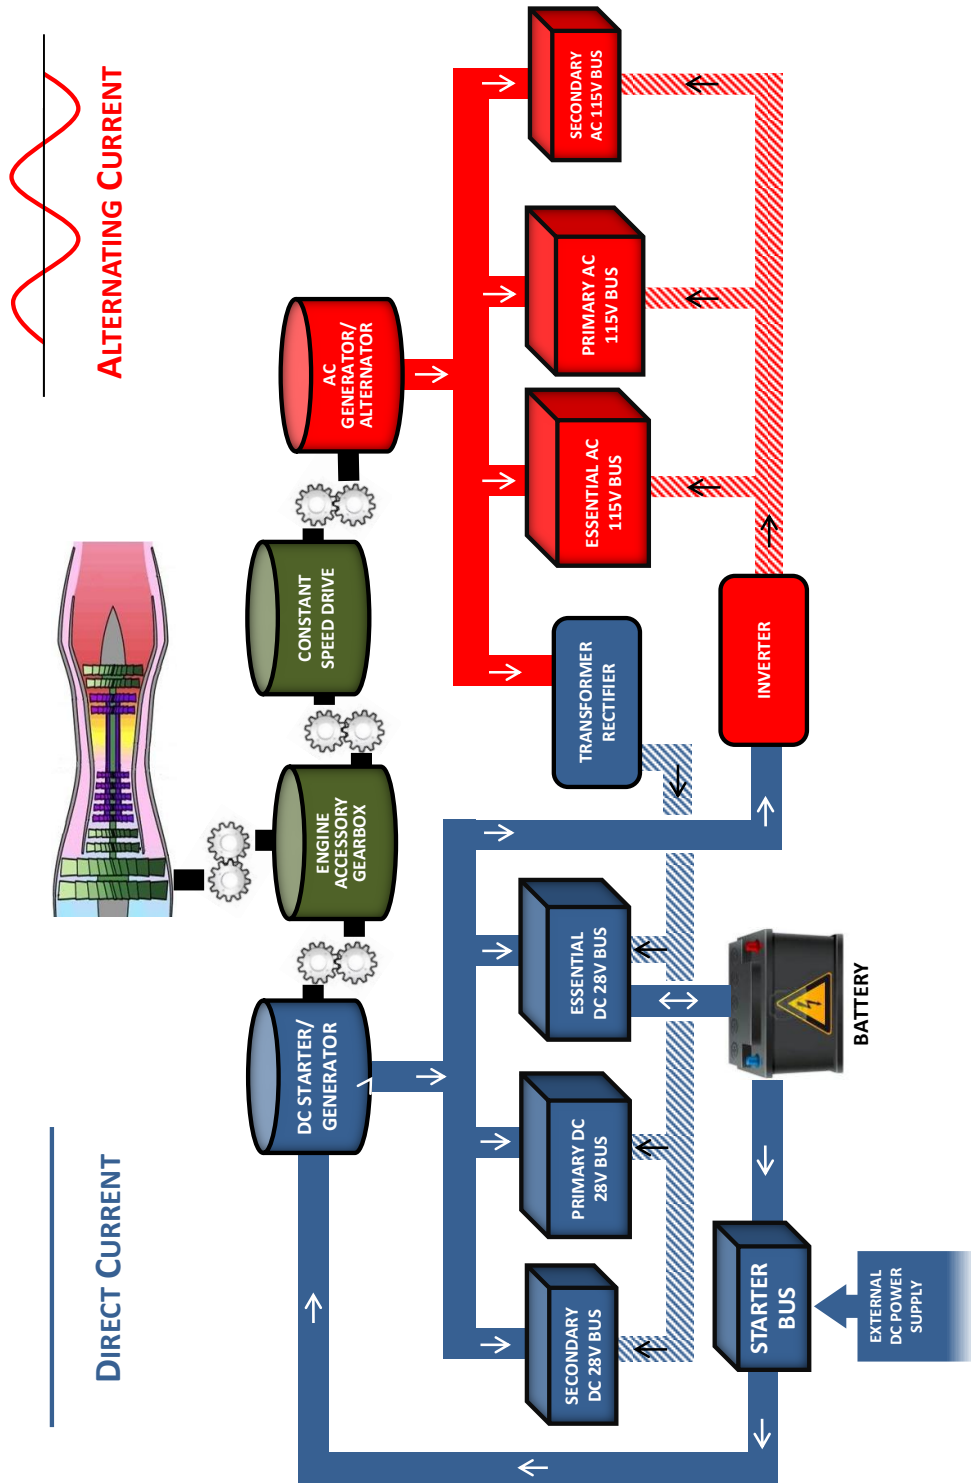 DIRECT CURRENT
ALTERNATING CURRENT
DC STARTER/
GENERATOR
ENGINE
ACCESSORY
GEARBOX
CONSTANT
SPEED DRIVE
AC
GENERATOR/
ALTERNATOR
SECONDARY
DC 28V BUS
PRIMARY DC
28V BUS
ESSENTIAL
DC 28V BUS
TRANSFORMER
RECTIFIER
ESSENTIAL AC
115V BUS
PRIMARY AC
115V BUS
SECONDARY
AC 115V BUS
STARTER
BUS
BATTERY
INVERTER
EXTERNAL
DC POWER
SUPPLY